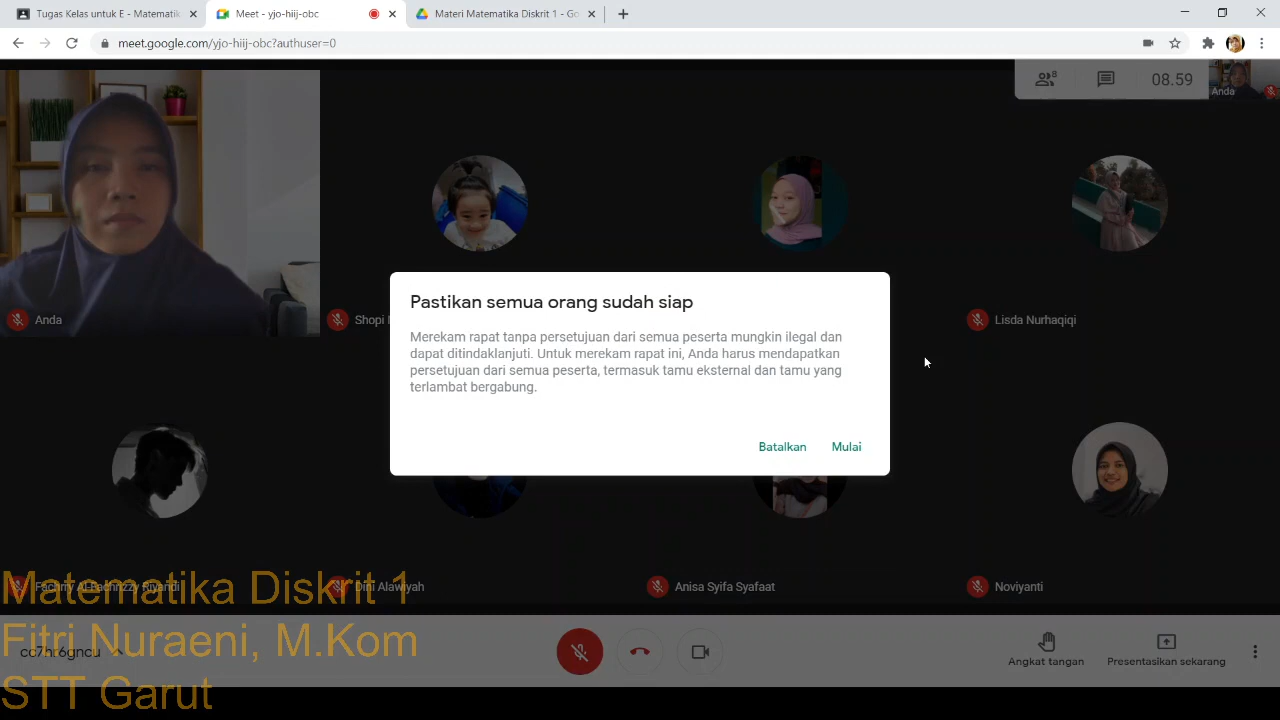 Tugas Kelas untuk E - Matematik
Meet - yjo-hiij-obc
Materi Matematika Diskrit 1 - Go
meet.google.com/yjo-hiij-obc?authuser=0
8
08.59
Anda
Anda
Shopi
Lisda Nurhaqiqi
Pastikan semua orang sudah siap
Merekam rapat tanpa persetujuan dari semua peserta mungkin ilegal dan
dapat ditindaklanjuti. Untuk merekam rapat ini, Anda harus mendapatkan
persetujuan dari semua peserta, termasuk tamu eksternal dan tamu yang
terlambat bergabung.
Batalkan
Mulai
Dini Alawiyah
Anisa Syifa Syafaat
Noviyanti
Matematika Diskrit 1
Fitri Nuraeni, M.Kom
STT Garut
Angkat tangan
Presentasikan sekarang